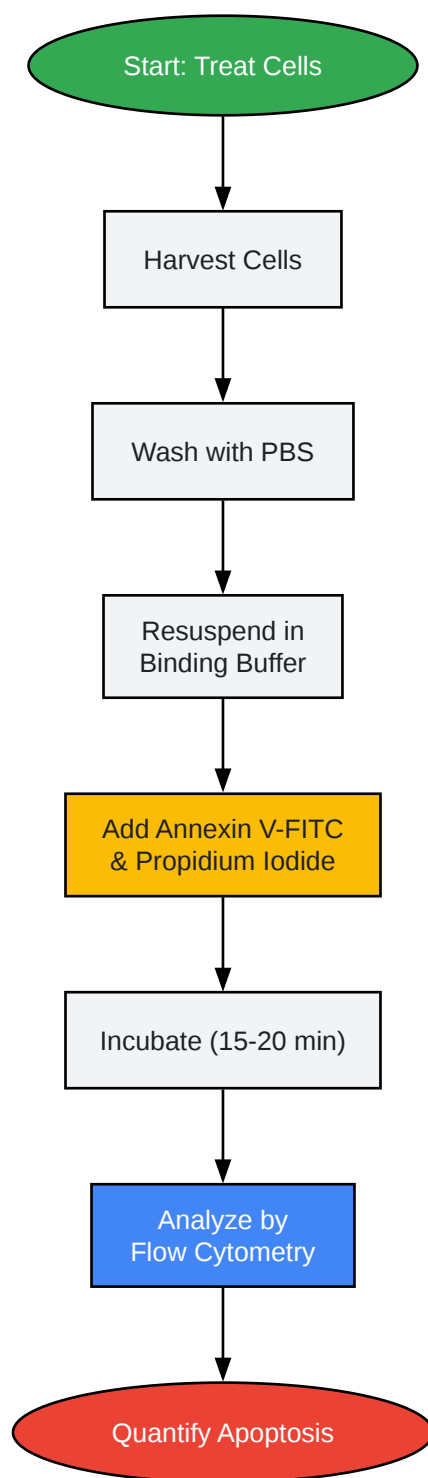 Start: Treat Cells
Harvest Cells
Wash with PBS
Resuspend in
Binding Buffer
Add Annexin V-FITC
& Propidium Iodide
Incubate (15-20 min)
Analyze by
Flow Cytometry
Quantify Apoptosis